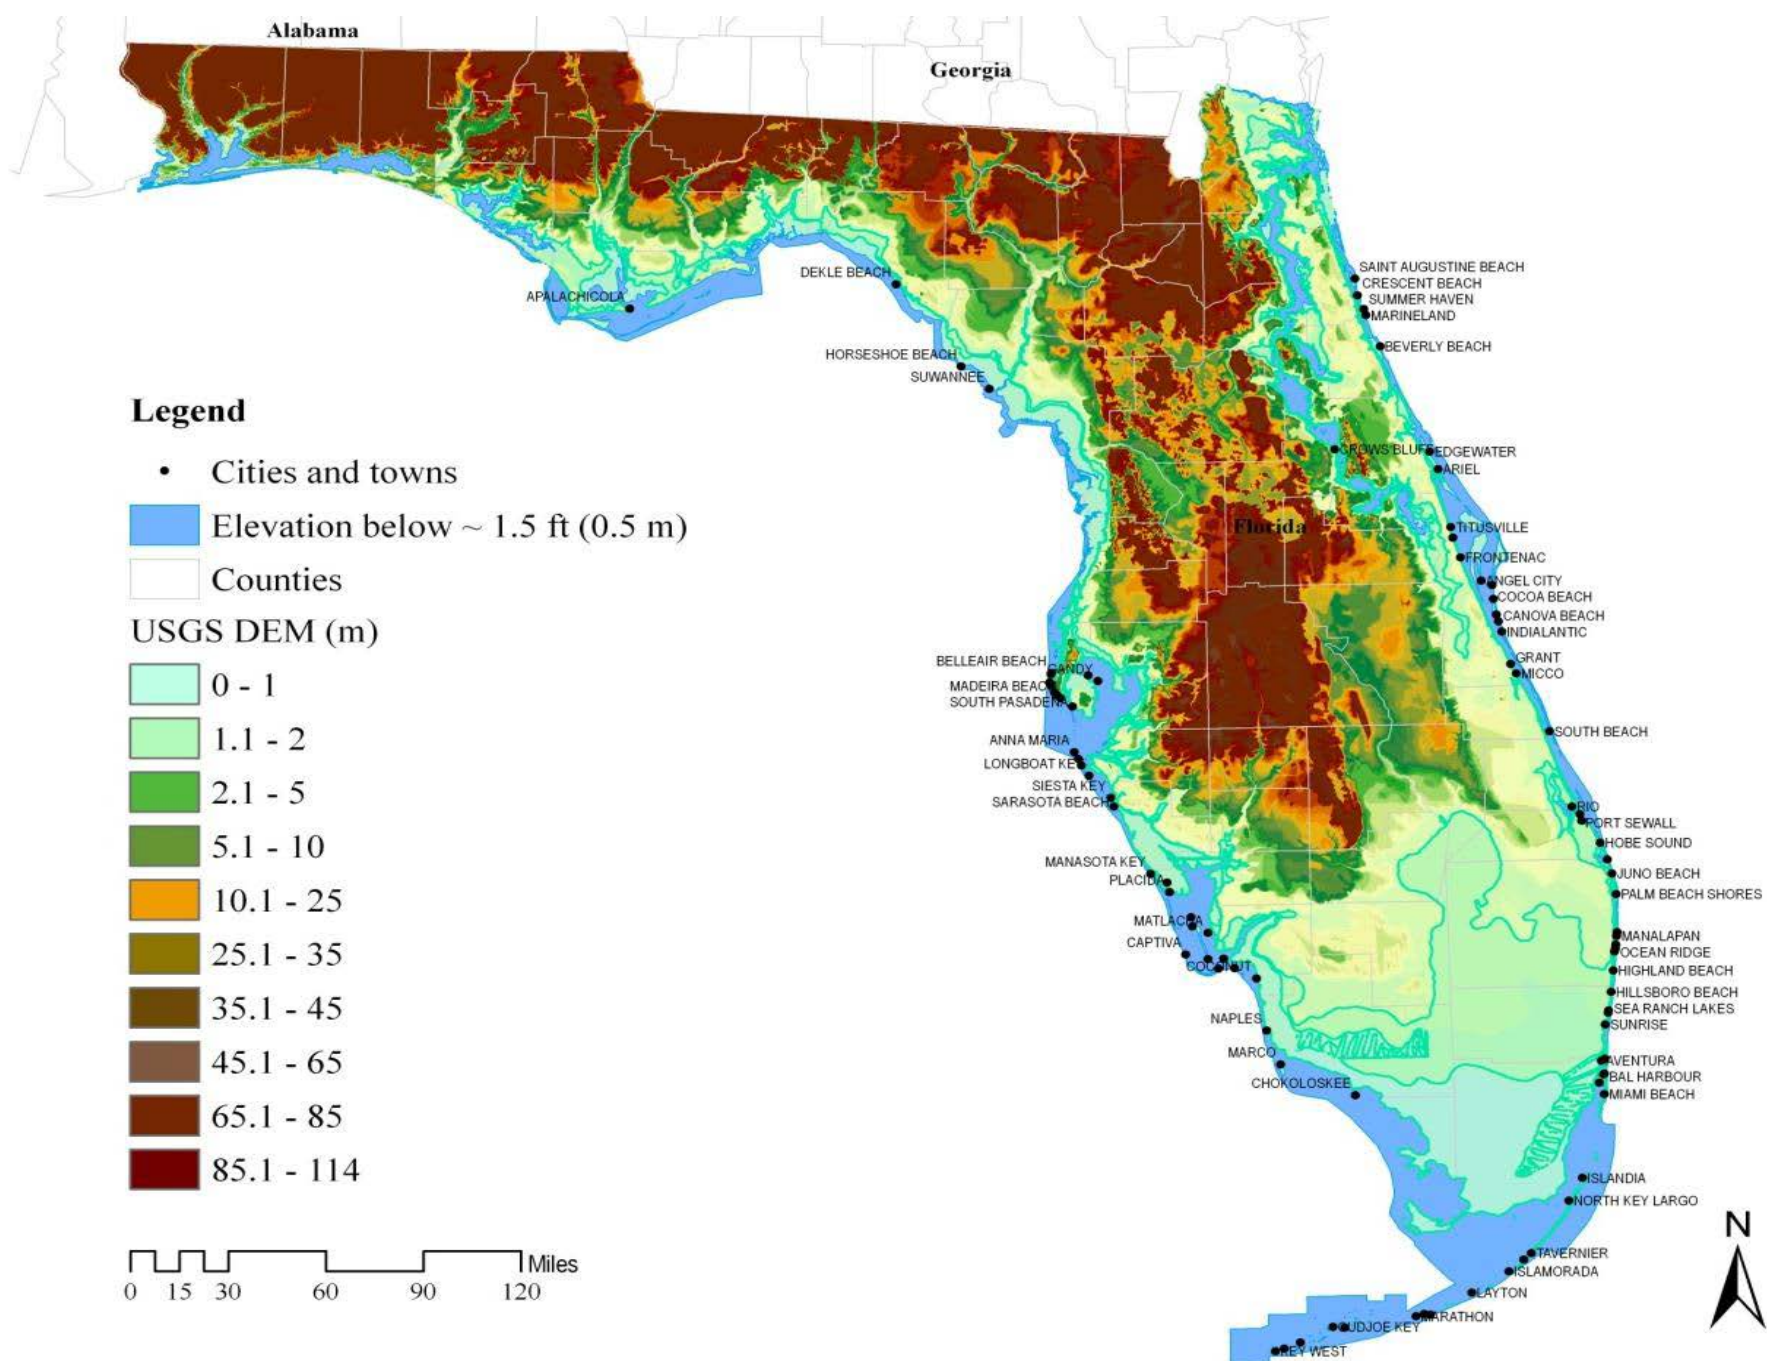 Alabama
Georgia
SAINT AUGUSTINE BEACH
CRESCENT BEACH
SUMMER HAVEN
MARINELAND
BEVERLY BEACH
DEKLE BEACH
APALACHICOLA
HORSESHOE BEACH
SUWANNEE
CROWS BLUFF
EDGEWATER
ARIEL
Florida
TITUSVILLE
FRONTENAC
ANGEL CITY
COCOA BEACH
CANOVA BEACH
INDIALANTIC
GRANT
MICCO
BELLEAIR BEACH
GANDY
MADEIRA BEACH
SOUTH PASADENA
SOUTH BEACH
ANNA MARIA
LONGBOAT KEY
SIESTA KEY
SARASOTA BEACH
RIO
PORT SEWALL
HOBE SOUND
MANASOTA KEY
PLACIDA
JUNO BEACH
PALM BEACH SHORES
MATLACHA
CAPTIVA
COCONUT
MANALAPAN
OCEAN RIDGE
HIGHLAND BEACH
HILLSBORO BEACH
SEA RANCH LAKES
SUNRISE
NAPLES
MARCO
CHOKOLOSKEE
AVENTURA
BAL HARBOUR
MIAMI BEACH
ISLANDIA
NORTH KEY LARGO
TAVERNIER
ISLAMORADA
LAYTON
MARATHON
CUDJOE KEY
KEY WEST
Legend
Cities and towns
Elevation below ~ 1.5 ft (0.5 m)
Counties
USGS DEM (m)
0 - 1
1.1 - 2
2.1 - 5
5.1 - 10
10.1 - 25
25.1 - 35
35.1 - 45
45.1 - 65
65.1 - 85
85.1 - 114
Miles
0 15 30 60 90 120
N